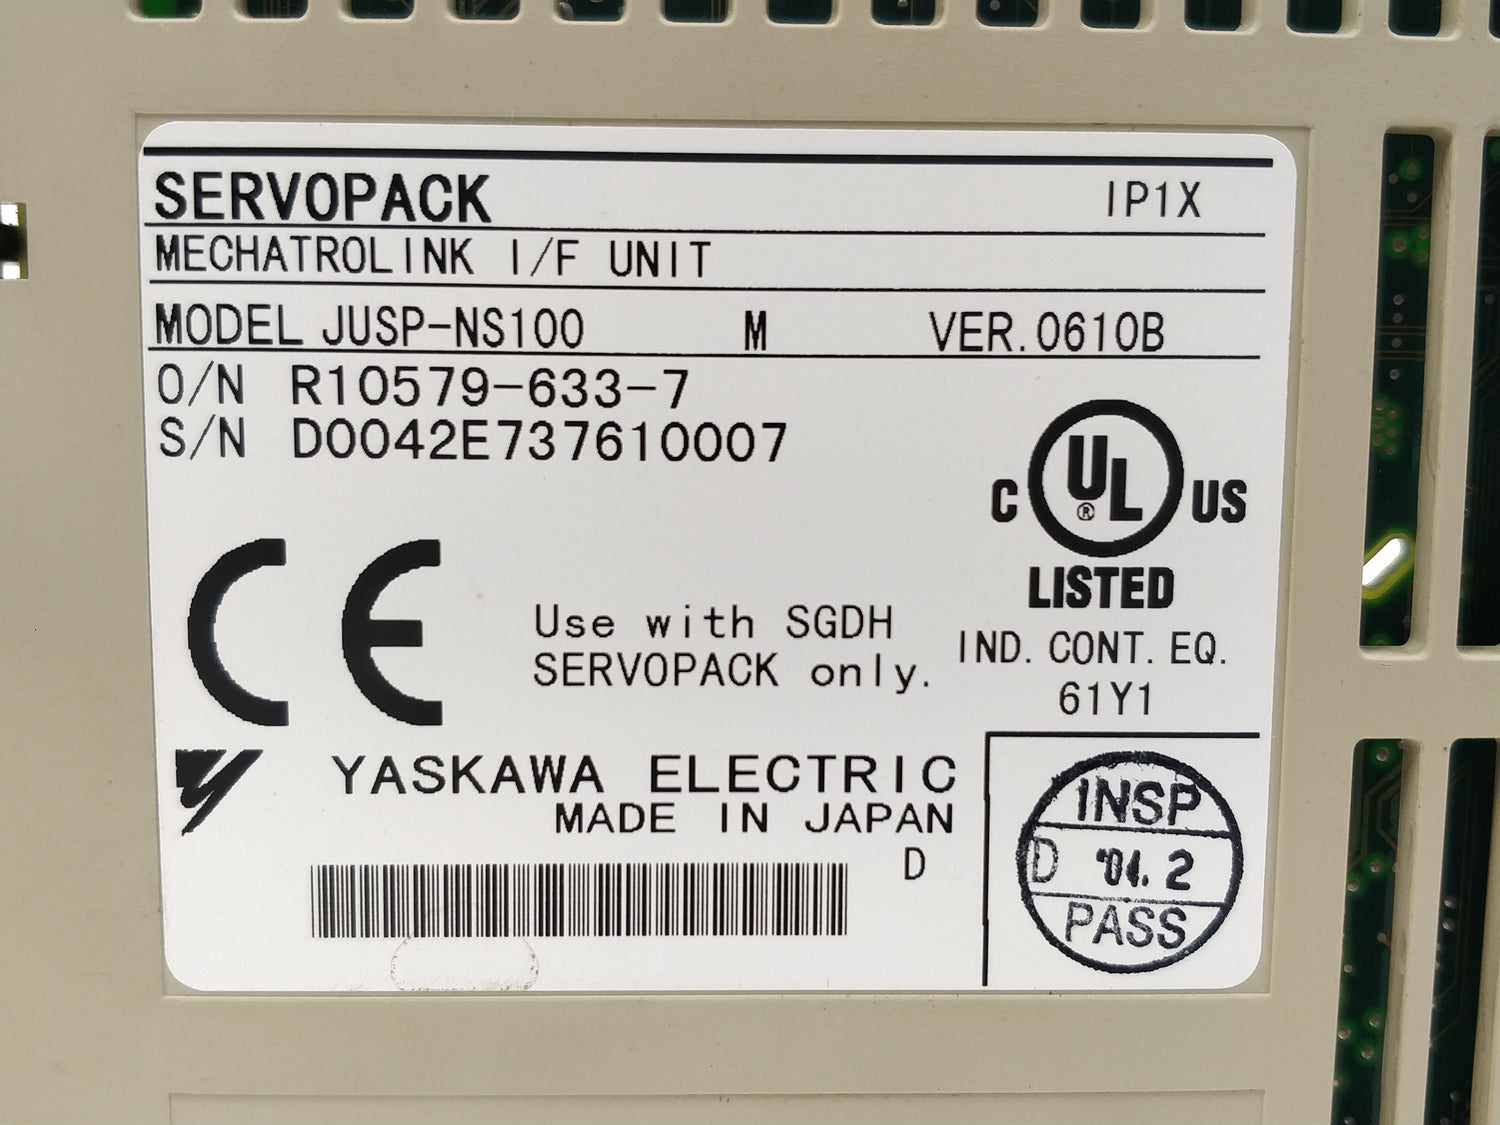 SERVOPACK IP1X
MECHATROLINK I/F UNIT
MODEL JUSP-NS100 M VER.0610B
O/N R10579-633-7
S/N D0042E737610007
C UL® US
LISTED
IND. CONT. EQ.
61Y1
CE
Use with SGDH
SERVOPACK only.
YASKAWA ELECTRIC
MADE IN JAPAN
D
INSP
D '04. 2
PASS